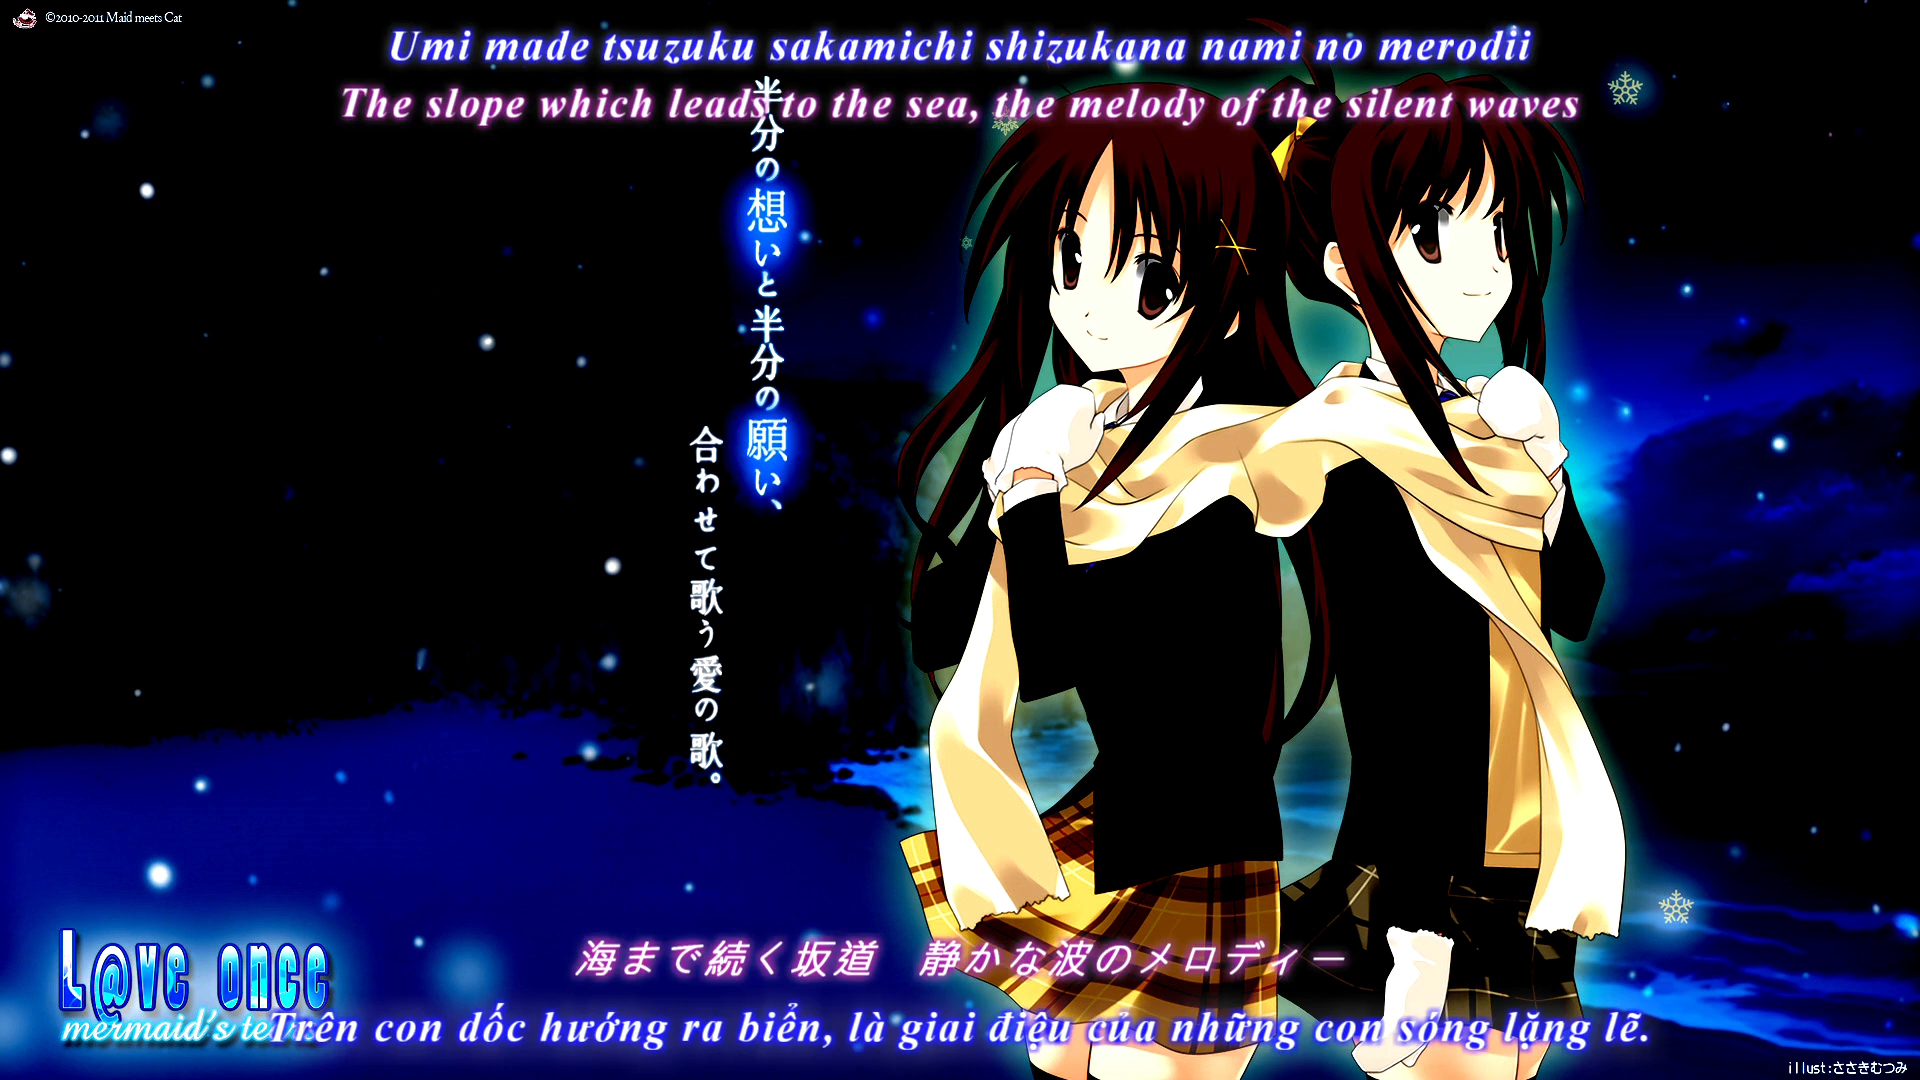 ©2010-2011 Maid meets Cat
Umi made tsuzuku sakamichi shizukana nami no merodii
The slope which leads to the sea, the melody of the silent waves
半分の想いと半分の願い、
合わせて歌う愛の歌。
海まで続く坂道　静かな波のメロディー
L@ve once
mermaid's
Trên con dốc hướng ra biển, là giai điệu của những con sóng lặng lẽ.
illust:ささきむつみ